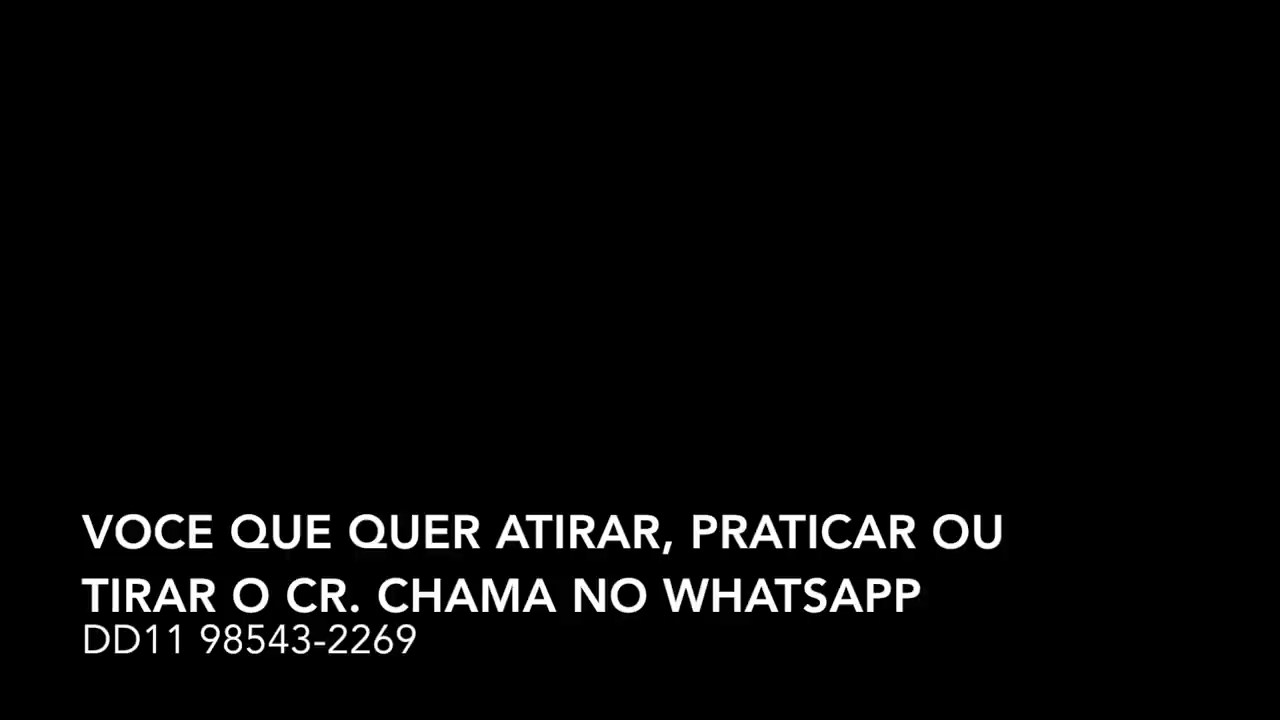 VOCE QUE QUER ATIRAR, PRATICAR OU
TIRAR O CR. CHAMA NO WHATSAPP
DD11 98543-2269